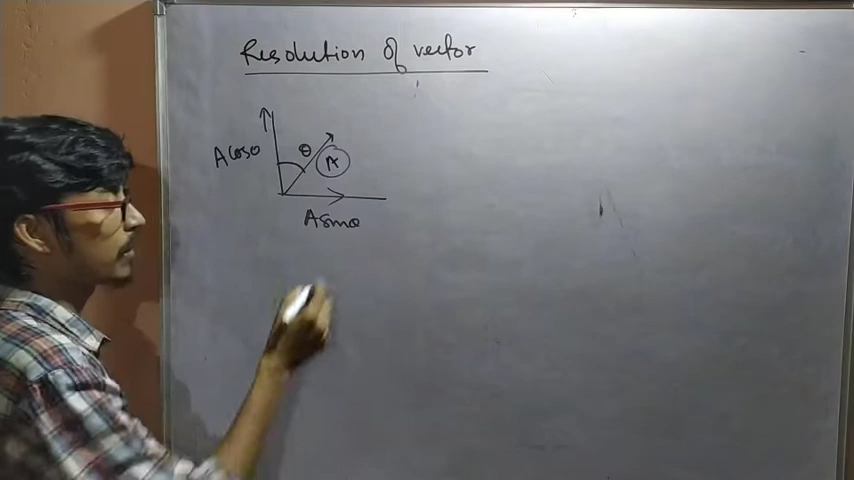 Resolution of vector
A cosθ
θ
A
A sinθ